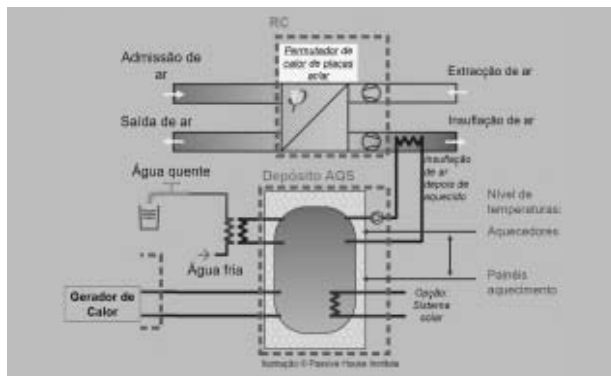 RC
Permutador de
calor de placas
solar
Admissão de
ar
Extracção de ar
Saída de ar
Insuflação de ar
Insuflação
de ar
depois de
aquecido
Água quente
Depósito AQS
Nível de
temperaturas:
Aquecedores
Água fria
Painéis
aquecimento
Gerador de
Calor
Opção:
Sistema
solar
Ilustração © Passive House Institute